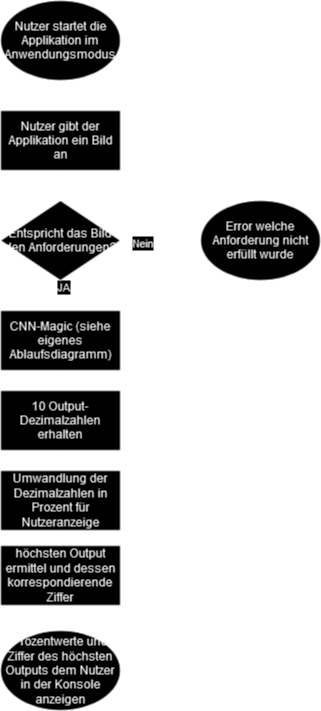 Nutzer startet die
Applikation im
Anwendungsmodus
Nutzer gibt der
Applikation ein Bild
an
Entspricht das Bild
den Anforderungen?
Nein
Error welche
Anforderung nicht
erfüllt wurde
JA
CNN-Magic (siehe
eigenes
Ablaufsdiagramm)
10 Output-
Dezimalzahlen
erhalten
Umwandlung der
Dezimalzahlen in
Prozent für
Nutzeranzeige
höchsten Output
ermittel und dessen
korrespondierende
Ziffer
Prozentwerte und
Ziffer des höchsten
Outputs dem Nutzer
in der Konsole
anzeigen